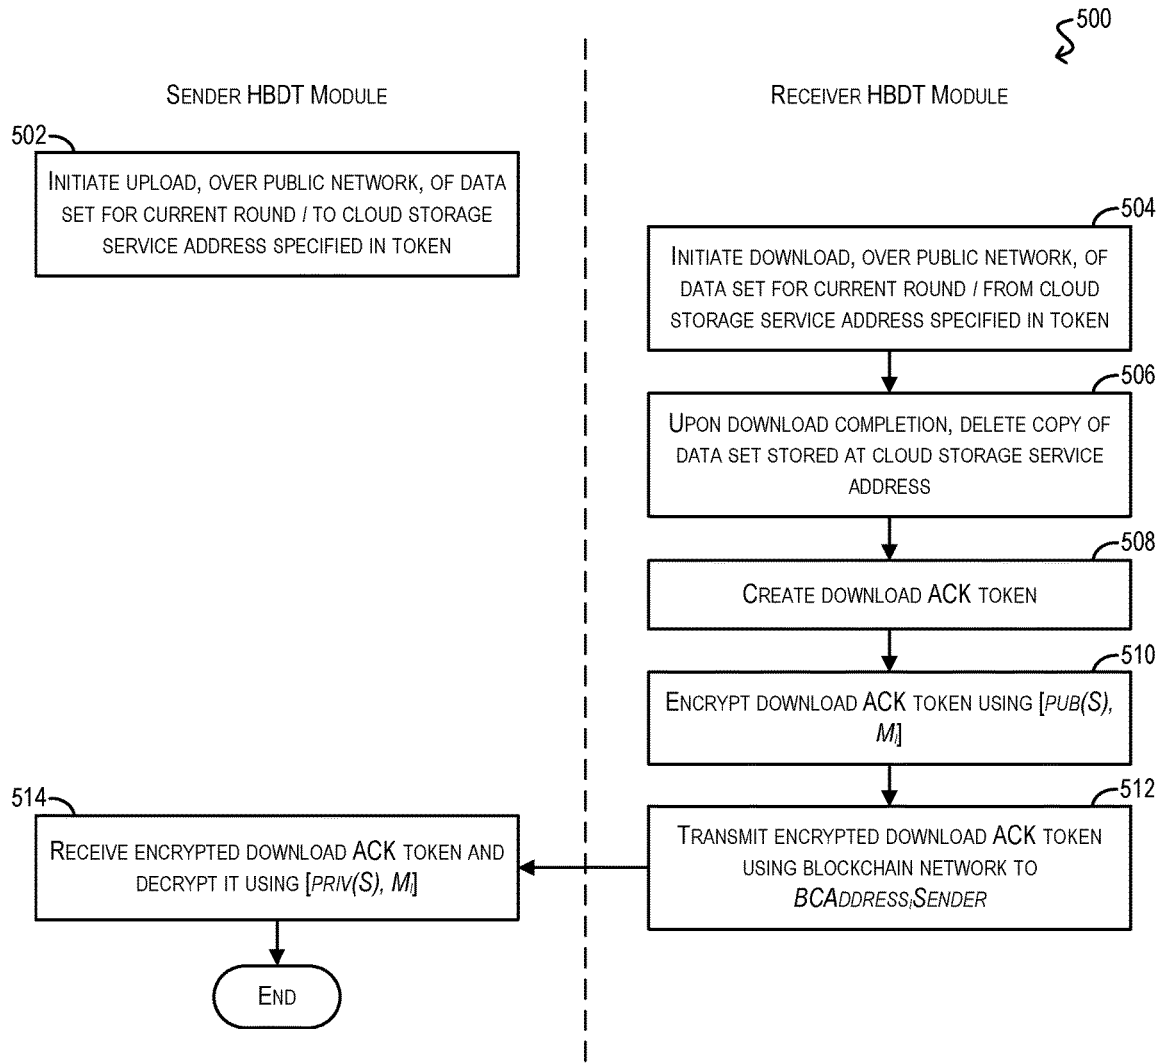 500
SENDER HBDT MODULE
RECEIVER HBDT MODULE
502
INITIATE UPLOAD, OVER PUBLIC NETWORK, OF DATA
SET FOR CURRENT ROUND I TO CLOUD STORAGE
SERVICE ADDRESS SPECIFIED IN TOKEN
504
INITIATE DOWNLOAD, OVER PUBLIC NETWORK, OF
DATA SET FOR CURRENT ROUND I FROM CLOUD
STORAGE SERVICE ADDRESS SPECIFIED IN TOKEN
506
UPON DOWNLOAD COMPLETION, DELETE COPY OF
DATA SET STORED AT CLOUD STORAGE SERVICE
ADDRESS
508
CREATE DOWNLOAD ACK TOKEN
510
ENCRYPT DOWNLOAD ACK TOKEN USING [PUB(S),
Mᵢ]
512
TRANSMIT ENCRYPTED DOWNLOAD ACK TOKEN
USING BLOCKCHAIN NETWORK TO
BCADDRESSᵢSENDER
514
RECEIVE ENCRYPTED DOWNLOAD ACK TOKEN AND
DECRYPT IT USING [PRIV(S), Mᵢ]
END